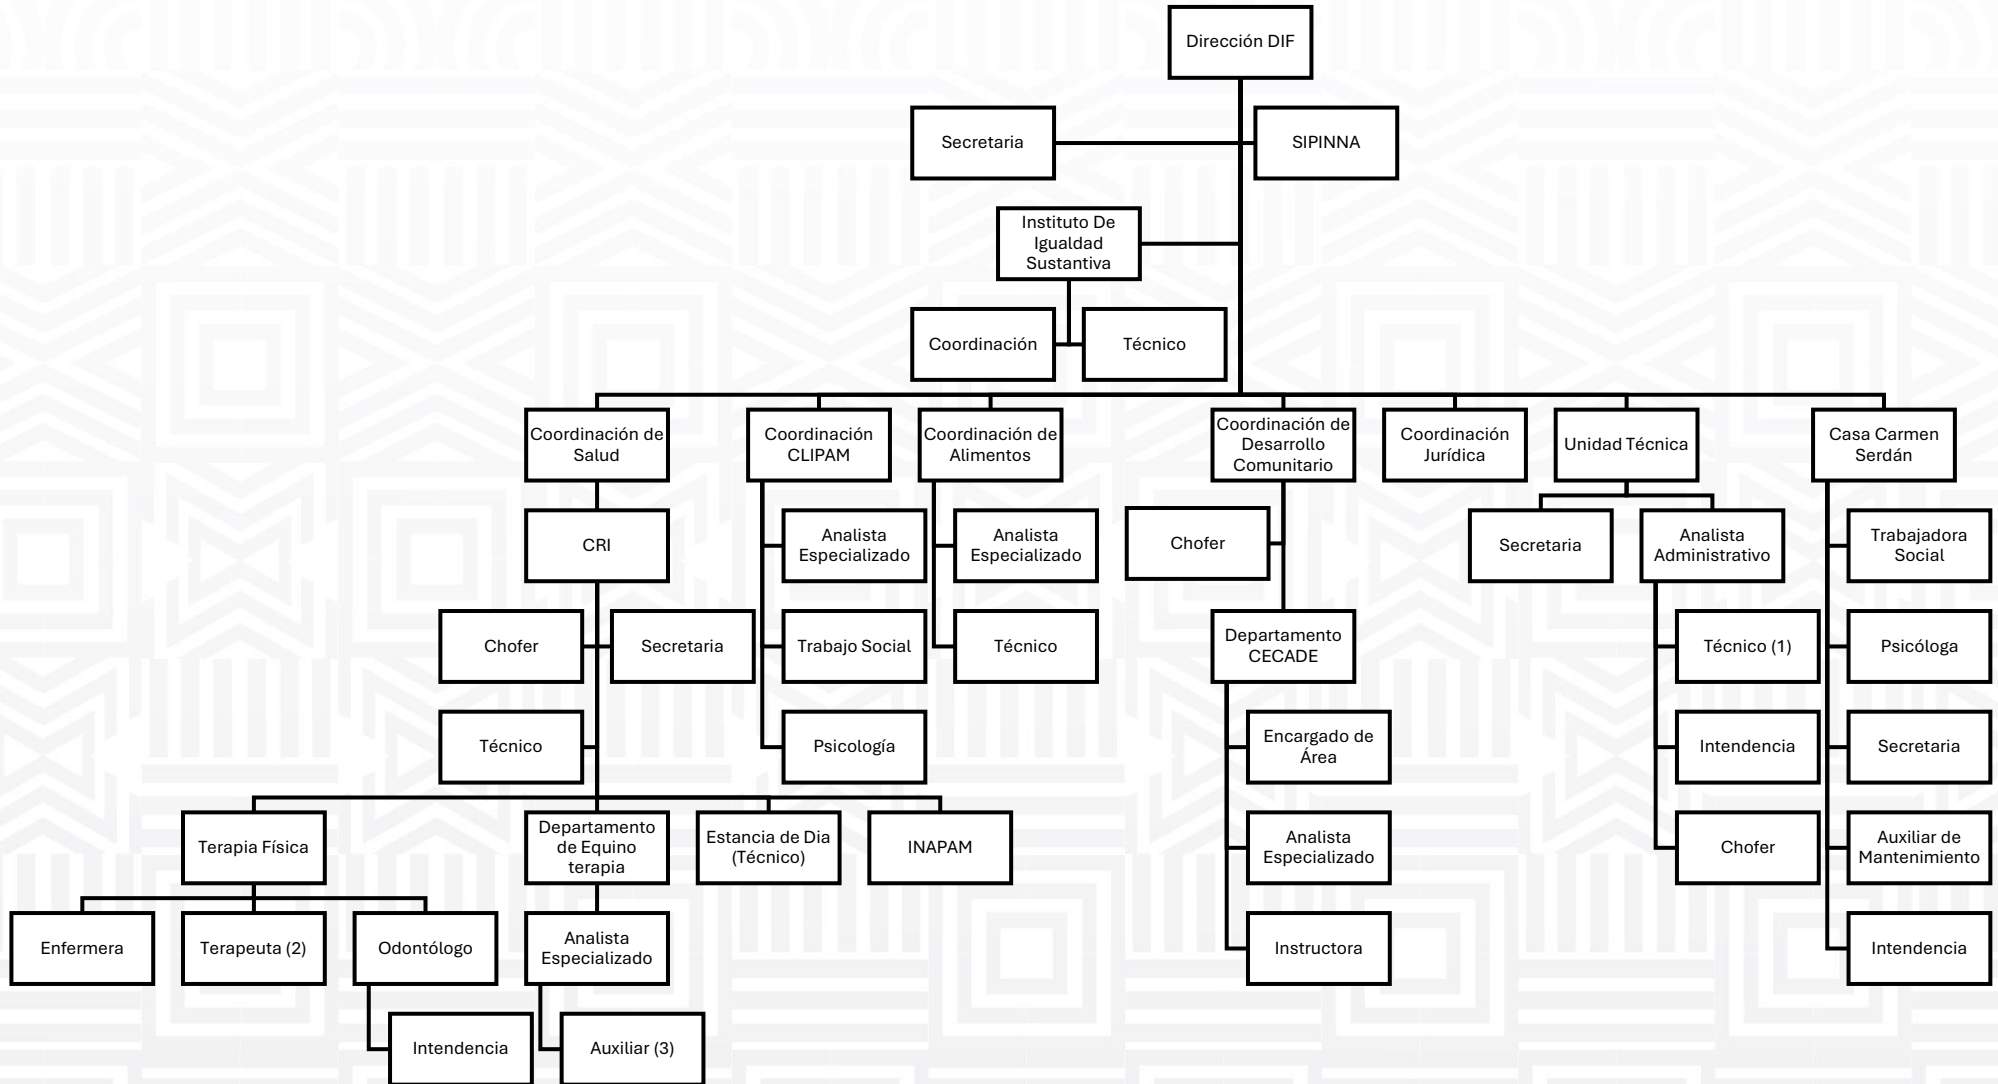 Dirección DIF
Secretaria
SIPINNA
Instituto De
Igualdad
Sustantiva
Coordinación
Técnico
Coordinación de
Salud
Coordinación
CLIPAM
Coordinación de
Alimentos
Coordinación de
Desarrollo
Comunitario
Coordinación
Jurídica
Unidad Técnica
Casa Carmen
Serdán
CRI
Analista
Especializado
Analista
Especializado
Chofer
Secretaria
Analista
Administrativo
Trabajadora
Social
Chofer
Secretaria
Trabajo Social
Técnico
Departamento
CECADE
Técnico (1)
Psicóloga
Técnico
Psicología
Encargado de
Área
Intendencia
Secretaria
Terapia Física
Departamento
de Equino
terapia
Estancia de Dia
(Técnico)
INAPAM
Analista
Especializado
Chofer
Auxiliar de
Mantenimiento
Enfermera
Terapeuta (2)
Odontólogo
Analista
Especializado
Instructora
Intendencia
Intendencia
Auxiliar (3)